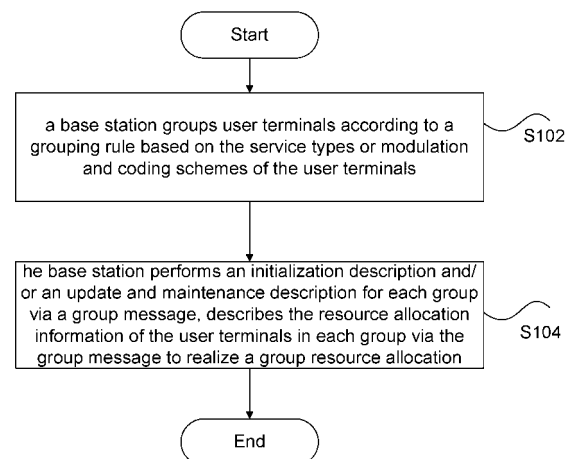 Start
a base station groups user terminals according to a
grouping rule based on the service types or modulation
and coding schemes of the user terminals
S102
he base station performs an initialization description and/
or an update and maintenance description for each group
via a group message, describes the resource allocation
information of the user terminals in each group via the
group message to realize a group resource allocation
S104
End